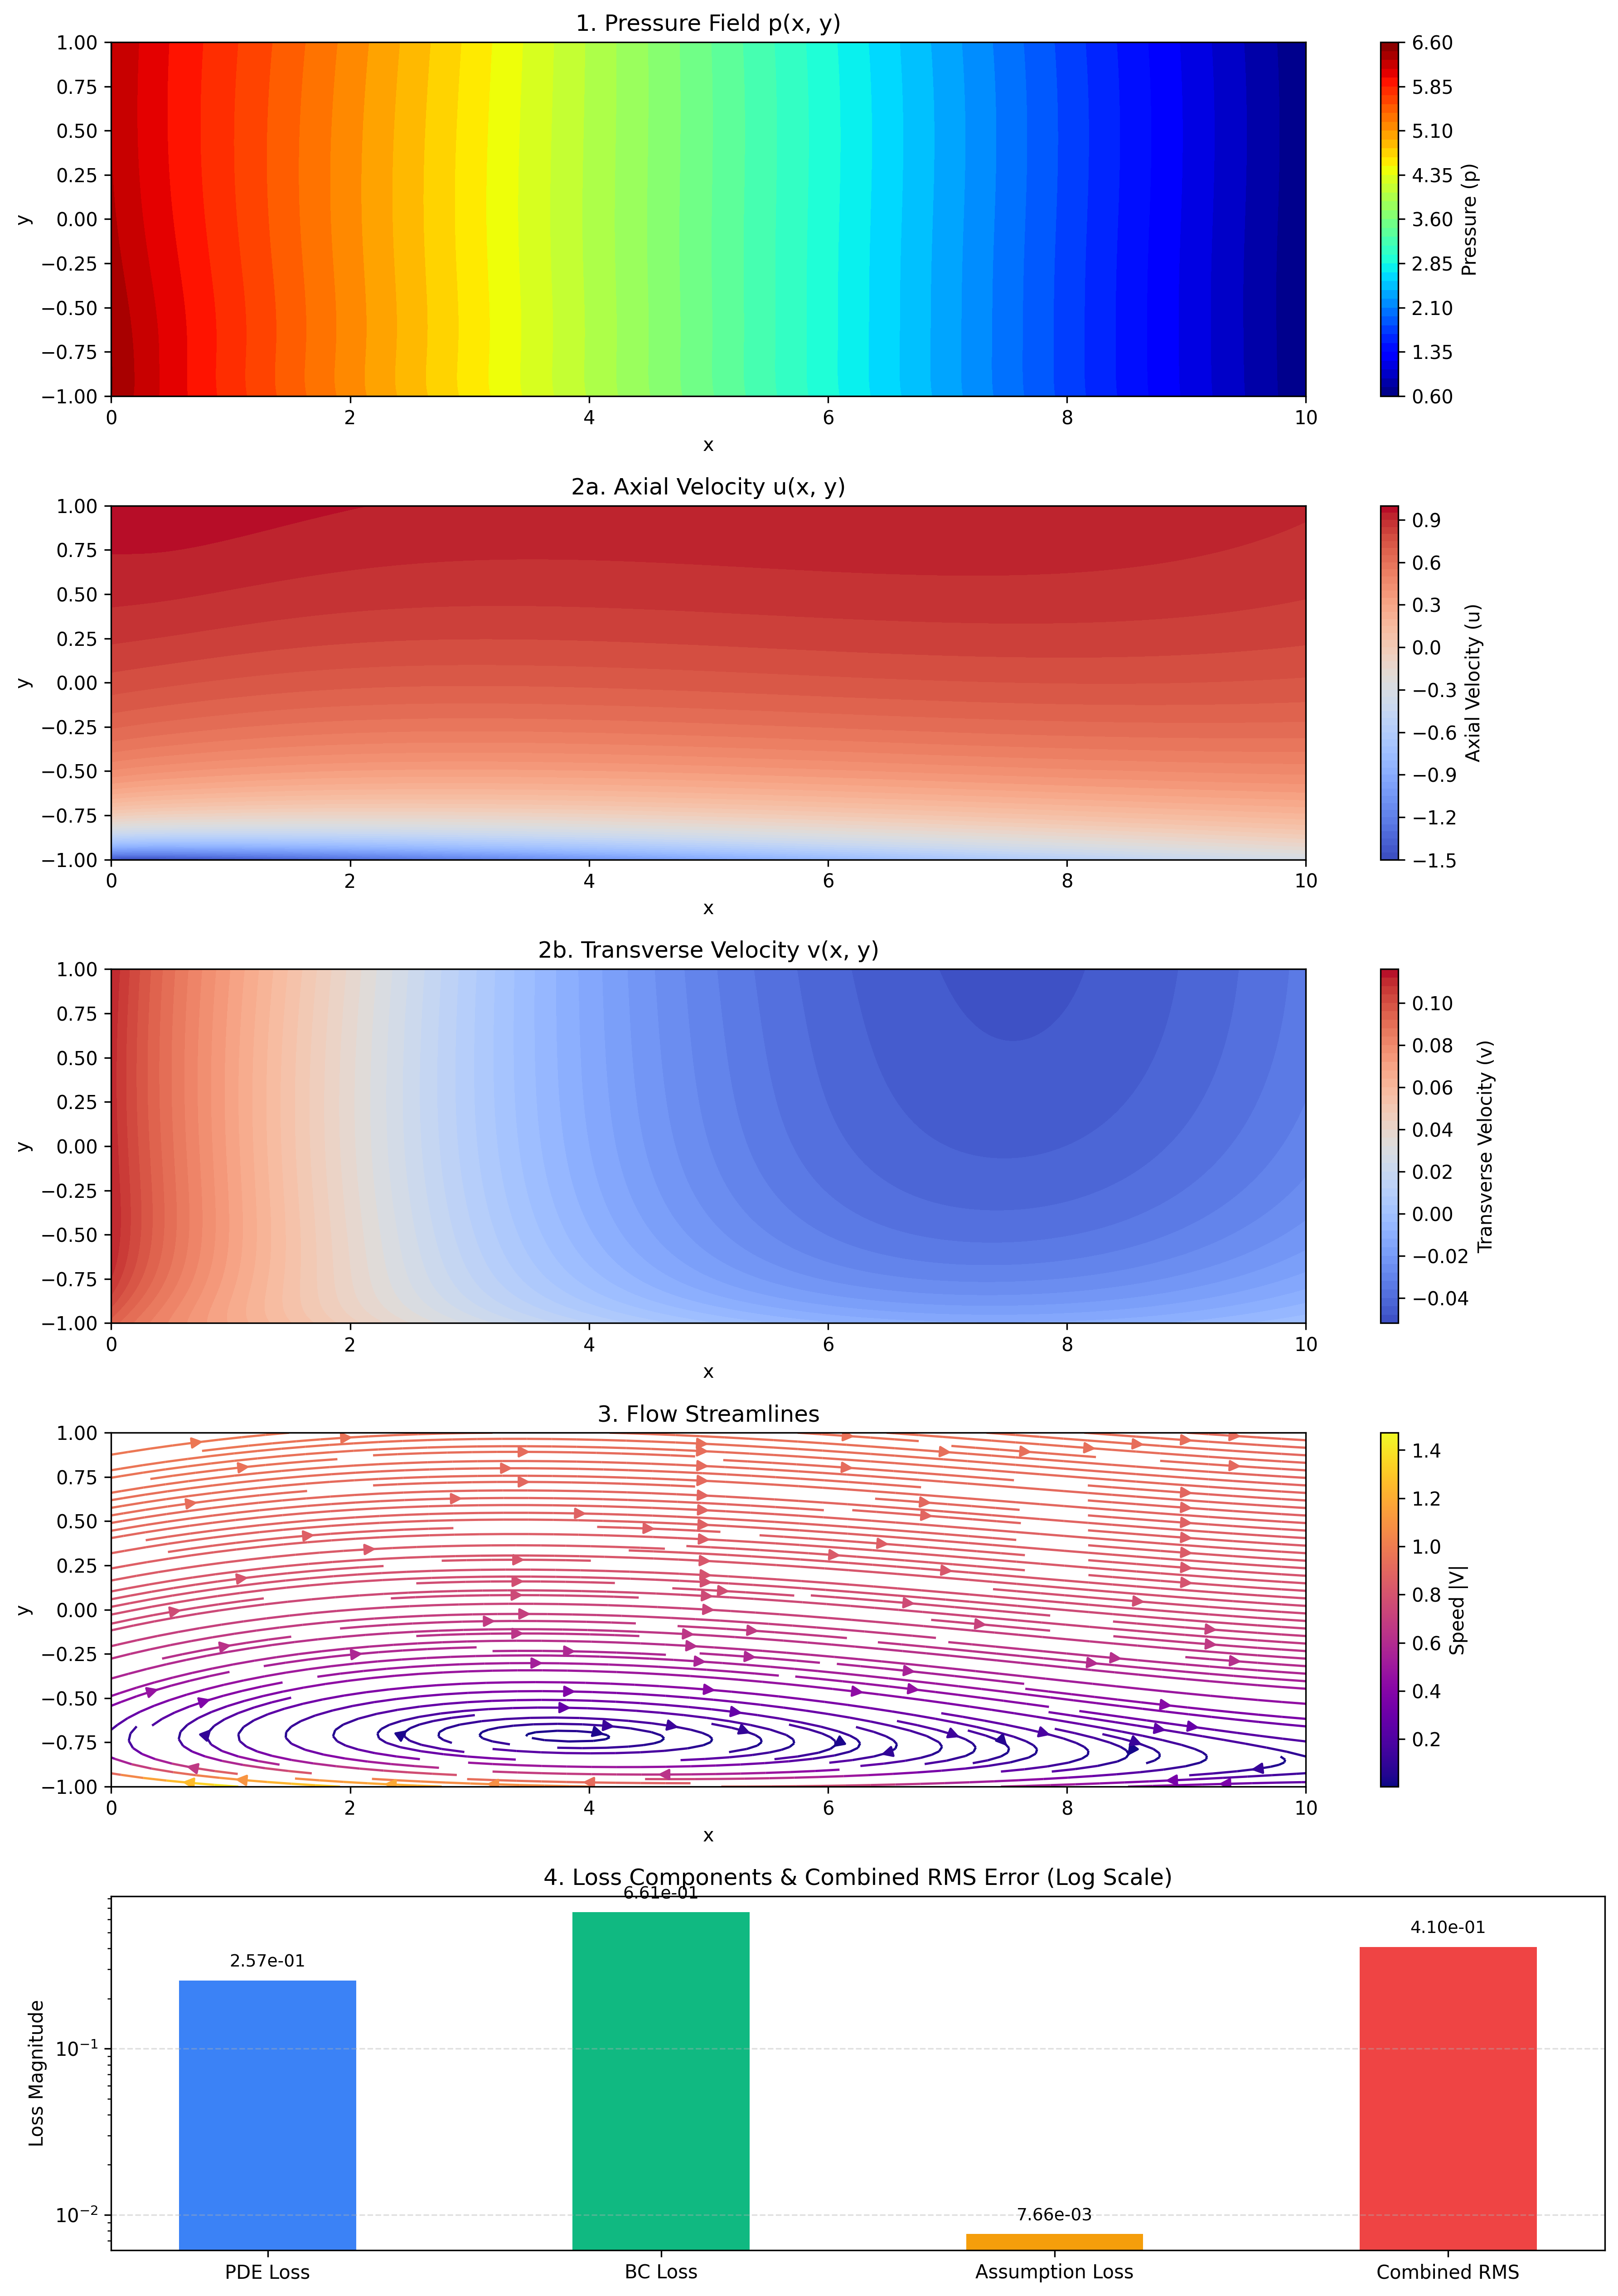 1. Pressure Field p(x, y)
1.00
0.75
0.50
0.25
0.00
−0.25
−0.50
−0.75
−1.00
y
0 2 4 6 8 10
x
6.60
5.85
5.10
4.35
3.60
2.85
2.10
1.35
0.60
Pressure (p)
2a. Axial Velocity u(x, y)
1.00
0.75
0.50
0.25
0.00
−0.25
−0.50
−0.75
−1.00
y
0 2 4 6 8 10
x
0.9
0.6
0.3
0.0
−0.3
−0.6
−0.9
−1.2
−1.5
Axial Velocity (u)
2b. Transverse Velocity v(x, y)
1.00
0.75
0.50
0.25
0.00
−0.25
−0.50
−0.75
−1.00
y
0 2 4 6 8 10
x
0.10
0.08
0.06
0.04
0.02
0.00
−0.02
−0.04
Transverse Velocity (v)
3. Flow Streamlines
1.00
0.75
0.50
0.25
0.00
−0.25
−0.50
−0.75
−1.00
y
0 2 4 6 8 10
x
1.4
1.2
1.0
0.8
0.6
0.4
0.2
Speed |V|
4. Loss Components & Combined RMS Error (Log Scale)
Loss Magnitude
10⁻¹
10⁻²
2.57e-01
6.61e-01
7.66e-03
4.10e-01
PDE Loss BC Loss Assumption Loss Combined RMS